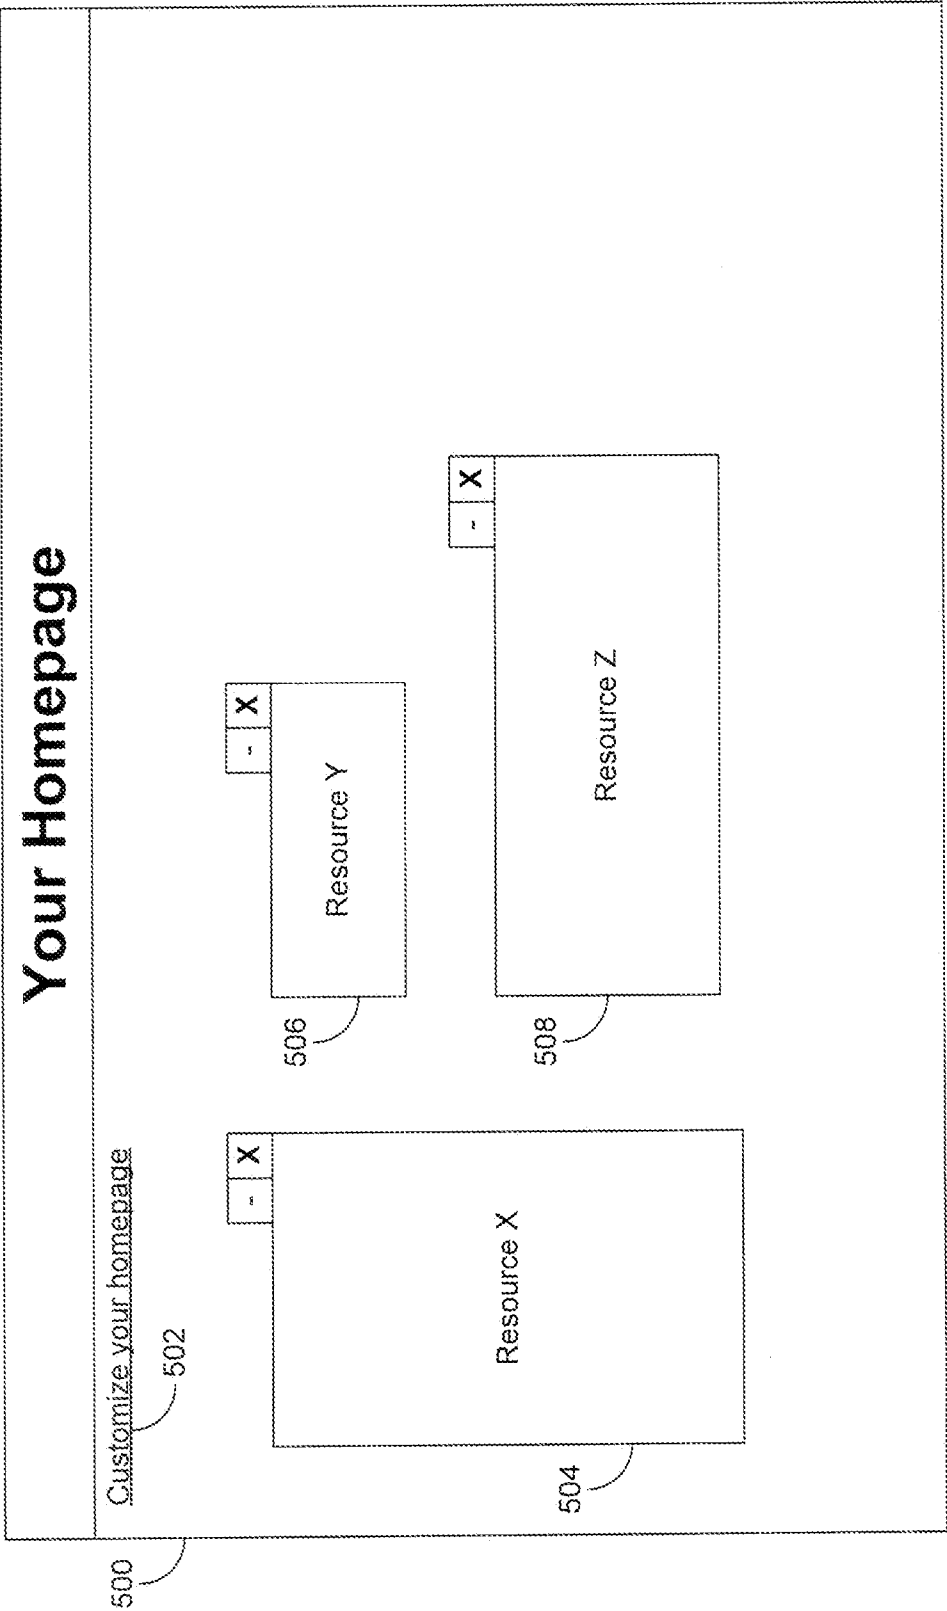 Your Homepage
Customize your homepage
502
500
- X
Resource X
504
- X
Resource Y
506
- X
Resource Z
508